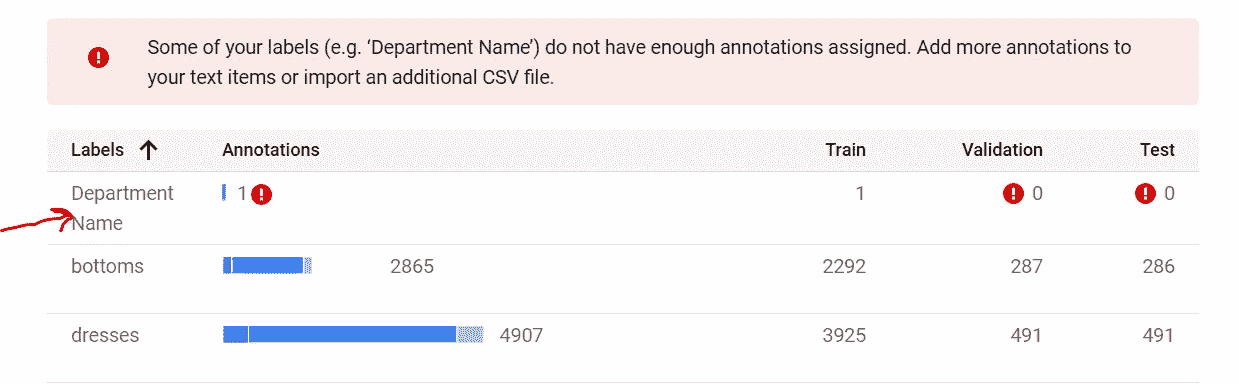 Some of your labels (e.g. ‘Department Name’) do not have enough annotations assigned. Add more annotations to
your text items or import an additional CSV file.
Labels Annotations Train Validation Test
Department
Name 1 1 0 0
bottoms 2865 2292 287 286
dresses 4907 3925 491 491